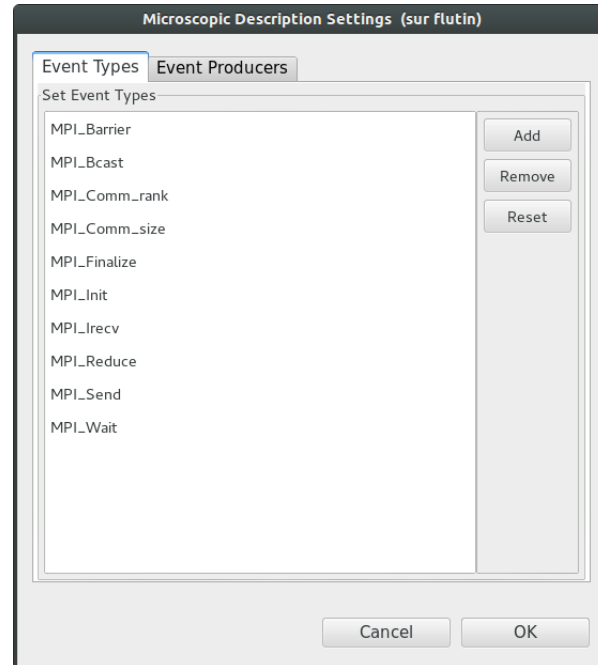 Microscopic Description Settings (sur flutin)
Event Types Event Producers
Set Event Types
MPI_Barrier
MPI_Bcast
MPI_Comm_rank
MPI_Comm_size
MPI_Finalize
MPI_Init
MPI_Irecv
MPI_Reduce
MPI_Send
MPI_Wait
Add
Remove
Reset
Cancel OK